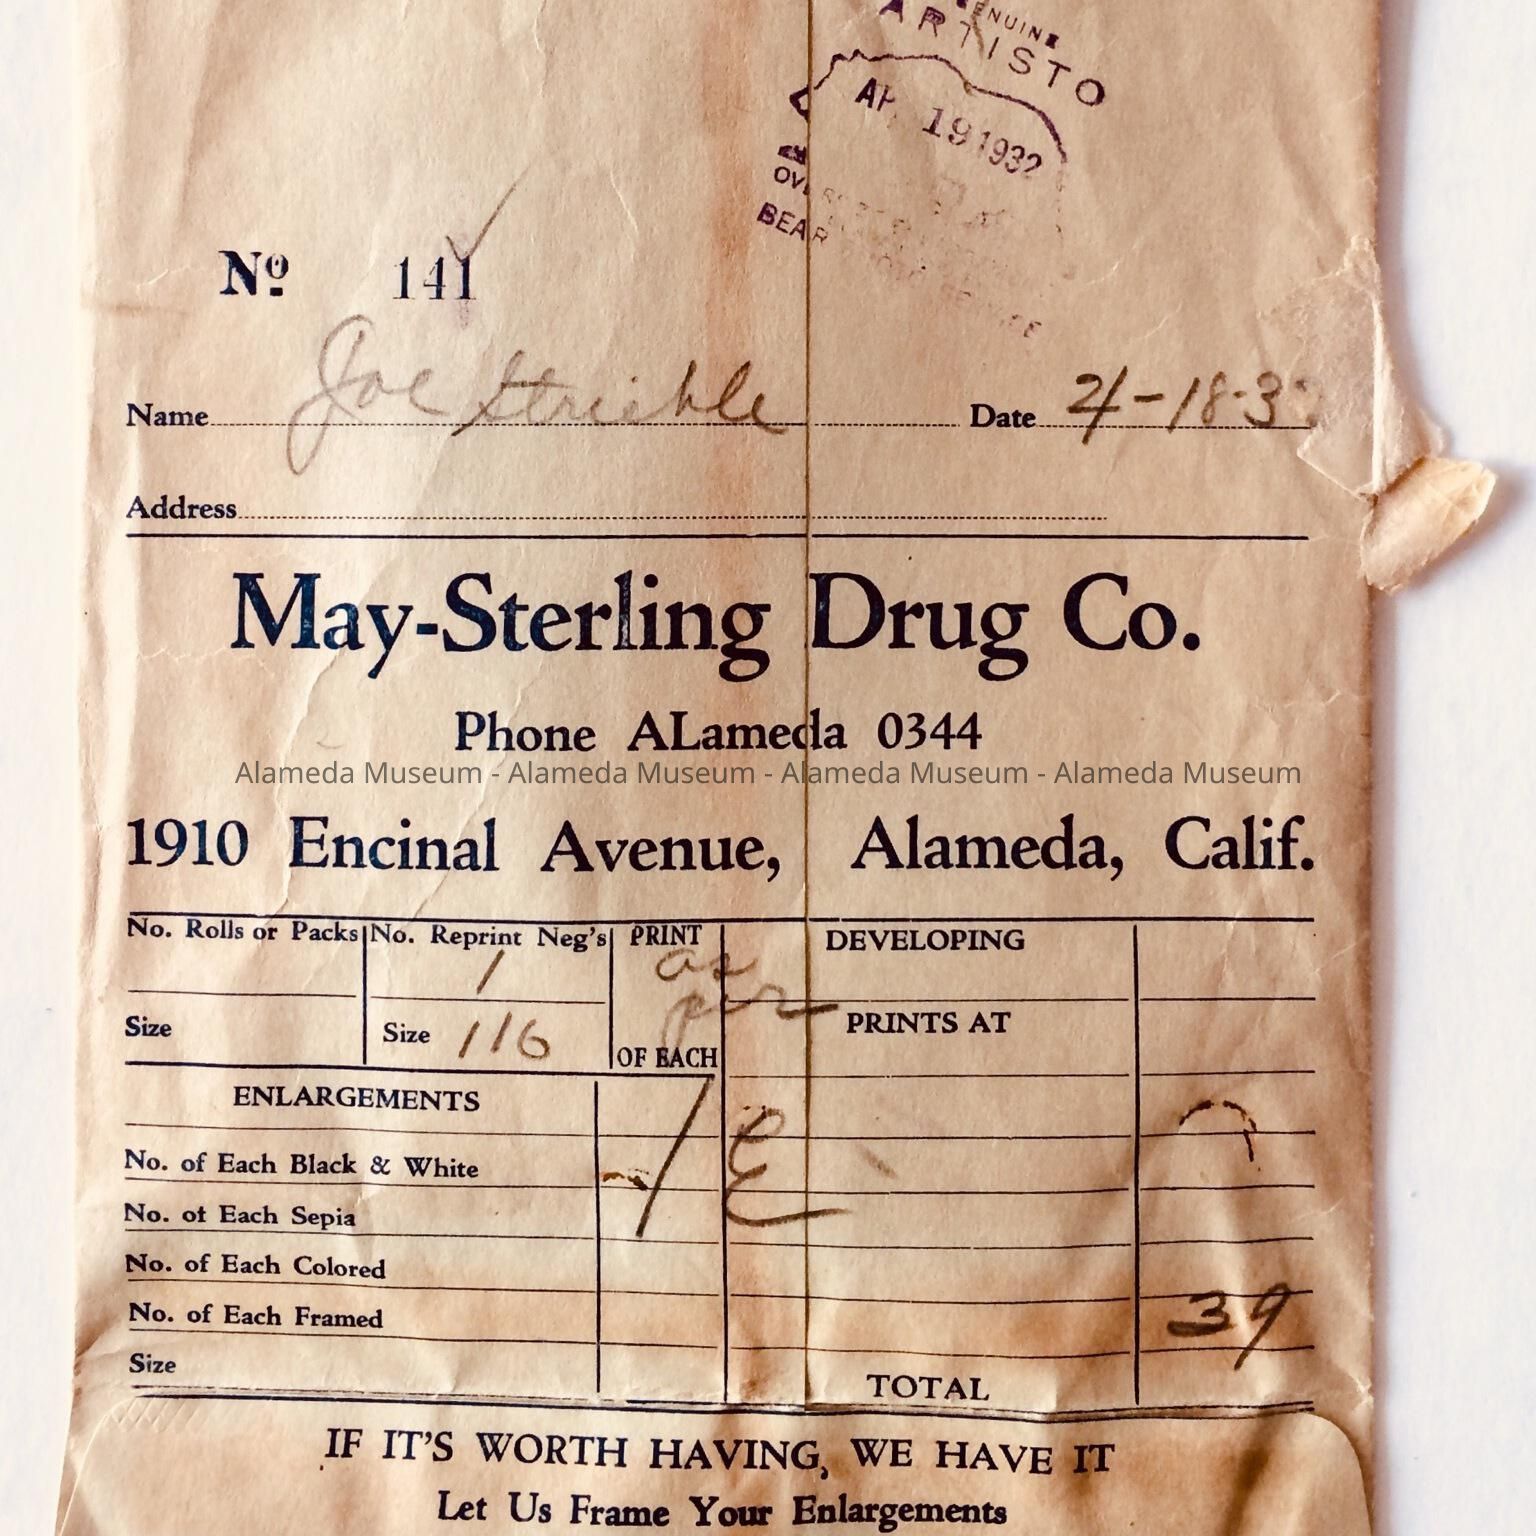 GENUINE
ARTISTO
19 1932
BEAR
Nº 141
Name Joe Date 4-18-32
Address
May-Sterling Drug Co.
Phone ALameda 0344
Alameda Museum - Alameda Museum - Alameda Museum - Alameda Museum
1910 Encinal Avenue, Alameda, Calif.
No. Rolls or Packs No. Reprint Neg's PRINT DEVELOPING
1 as
per
Size Size 116 PRINTS AT
OF EACH
ENLARGEMENTS 1
No. of Each Black & White
No. of Each Sepia
No. of Each Colored
No. of Each Framed 39
Size TOTAL
IF IT'S WORTH HAVING, WE HAVE IT
Let Us Frame Your Enlargements